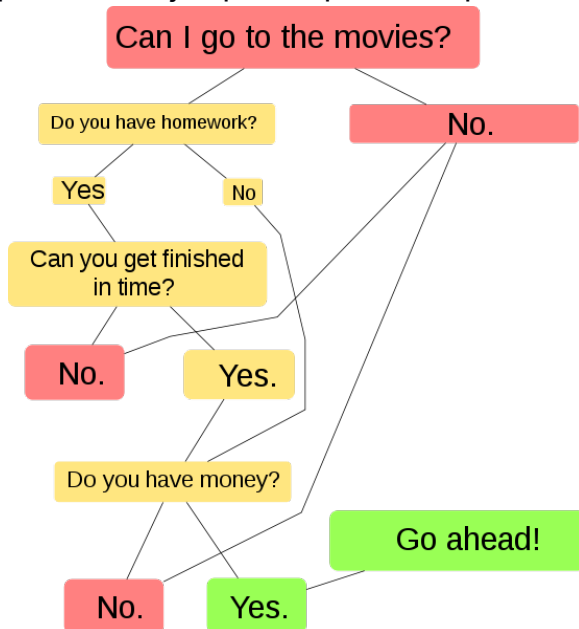 Can I go to the movies?
Do you have homework?
No.
Yes
No
Can you get finished
in time?
No.
Yes.
Do you have money?
Go ahead!
No.
Yes.